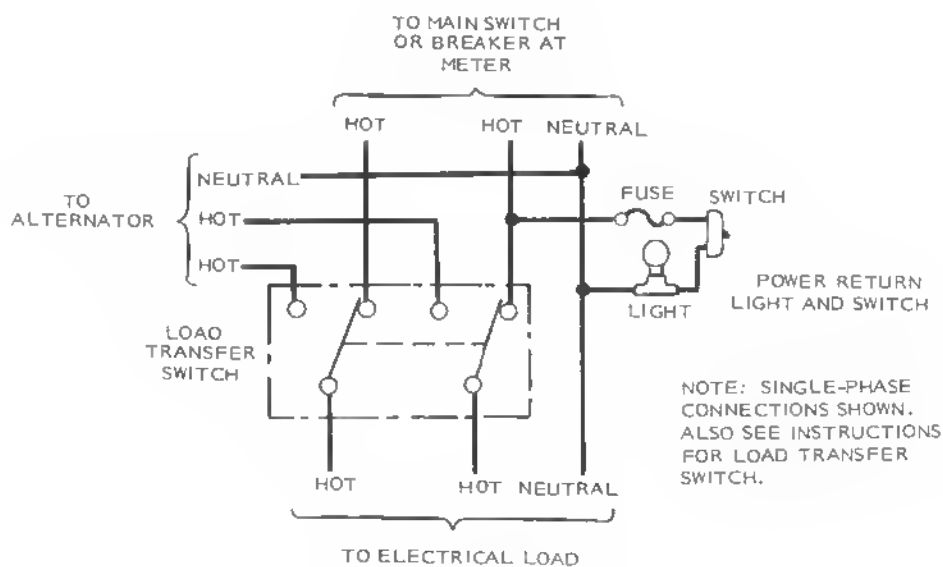 TO MAIN SWITCH
OR BREAKER AT
METER
HOT
HOT
NEUTRAL
TO
ALTERNATOR
NEUTRAL
HOT
HOT
FUSE
SWITCH
LIGHT
POWER RETURN
LIGHT AND SWITCH
LOAO
TRANSFER
SWITCH
NOTE: SINGLE-PHASE
CONNECTIONS SHOWN.
ALSO SEE INSTRUCTIONS
FOR LOAD TRANSFER
SWITCH.
HOT
HOT
NEUTRAL
TO ELECTRICAL LOAD